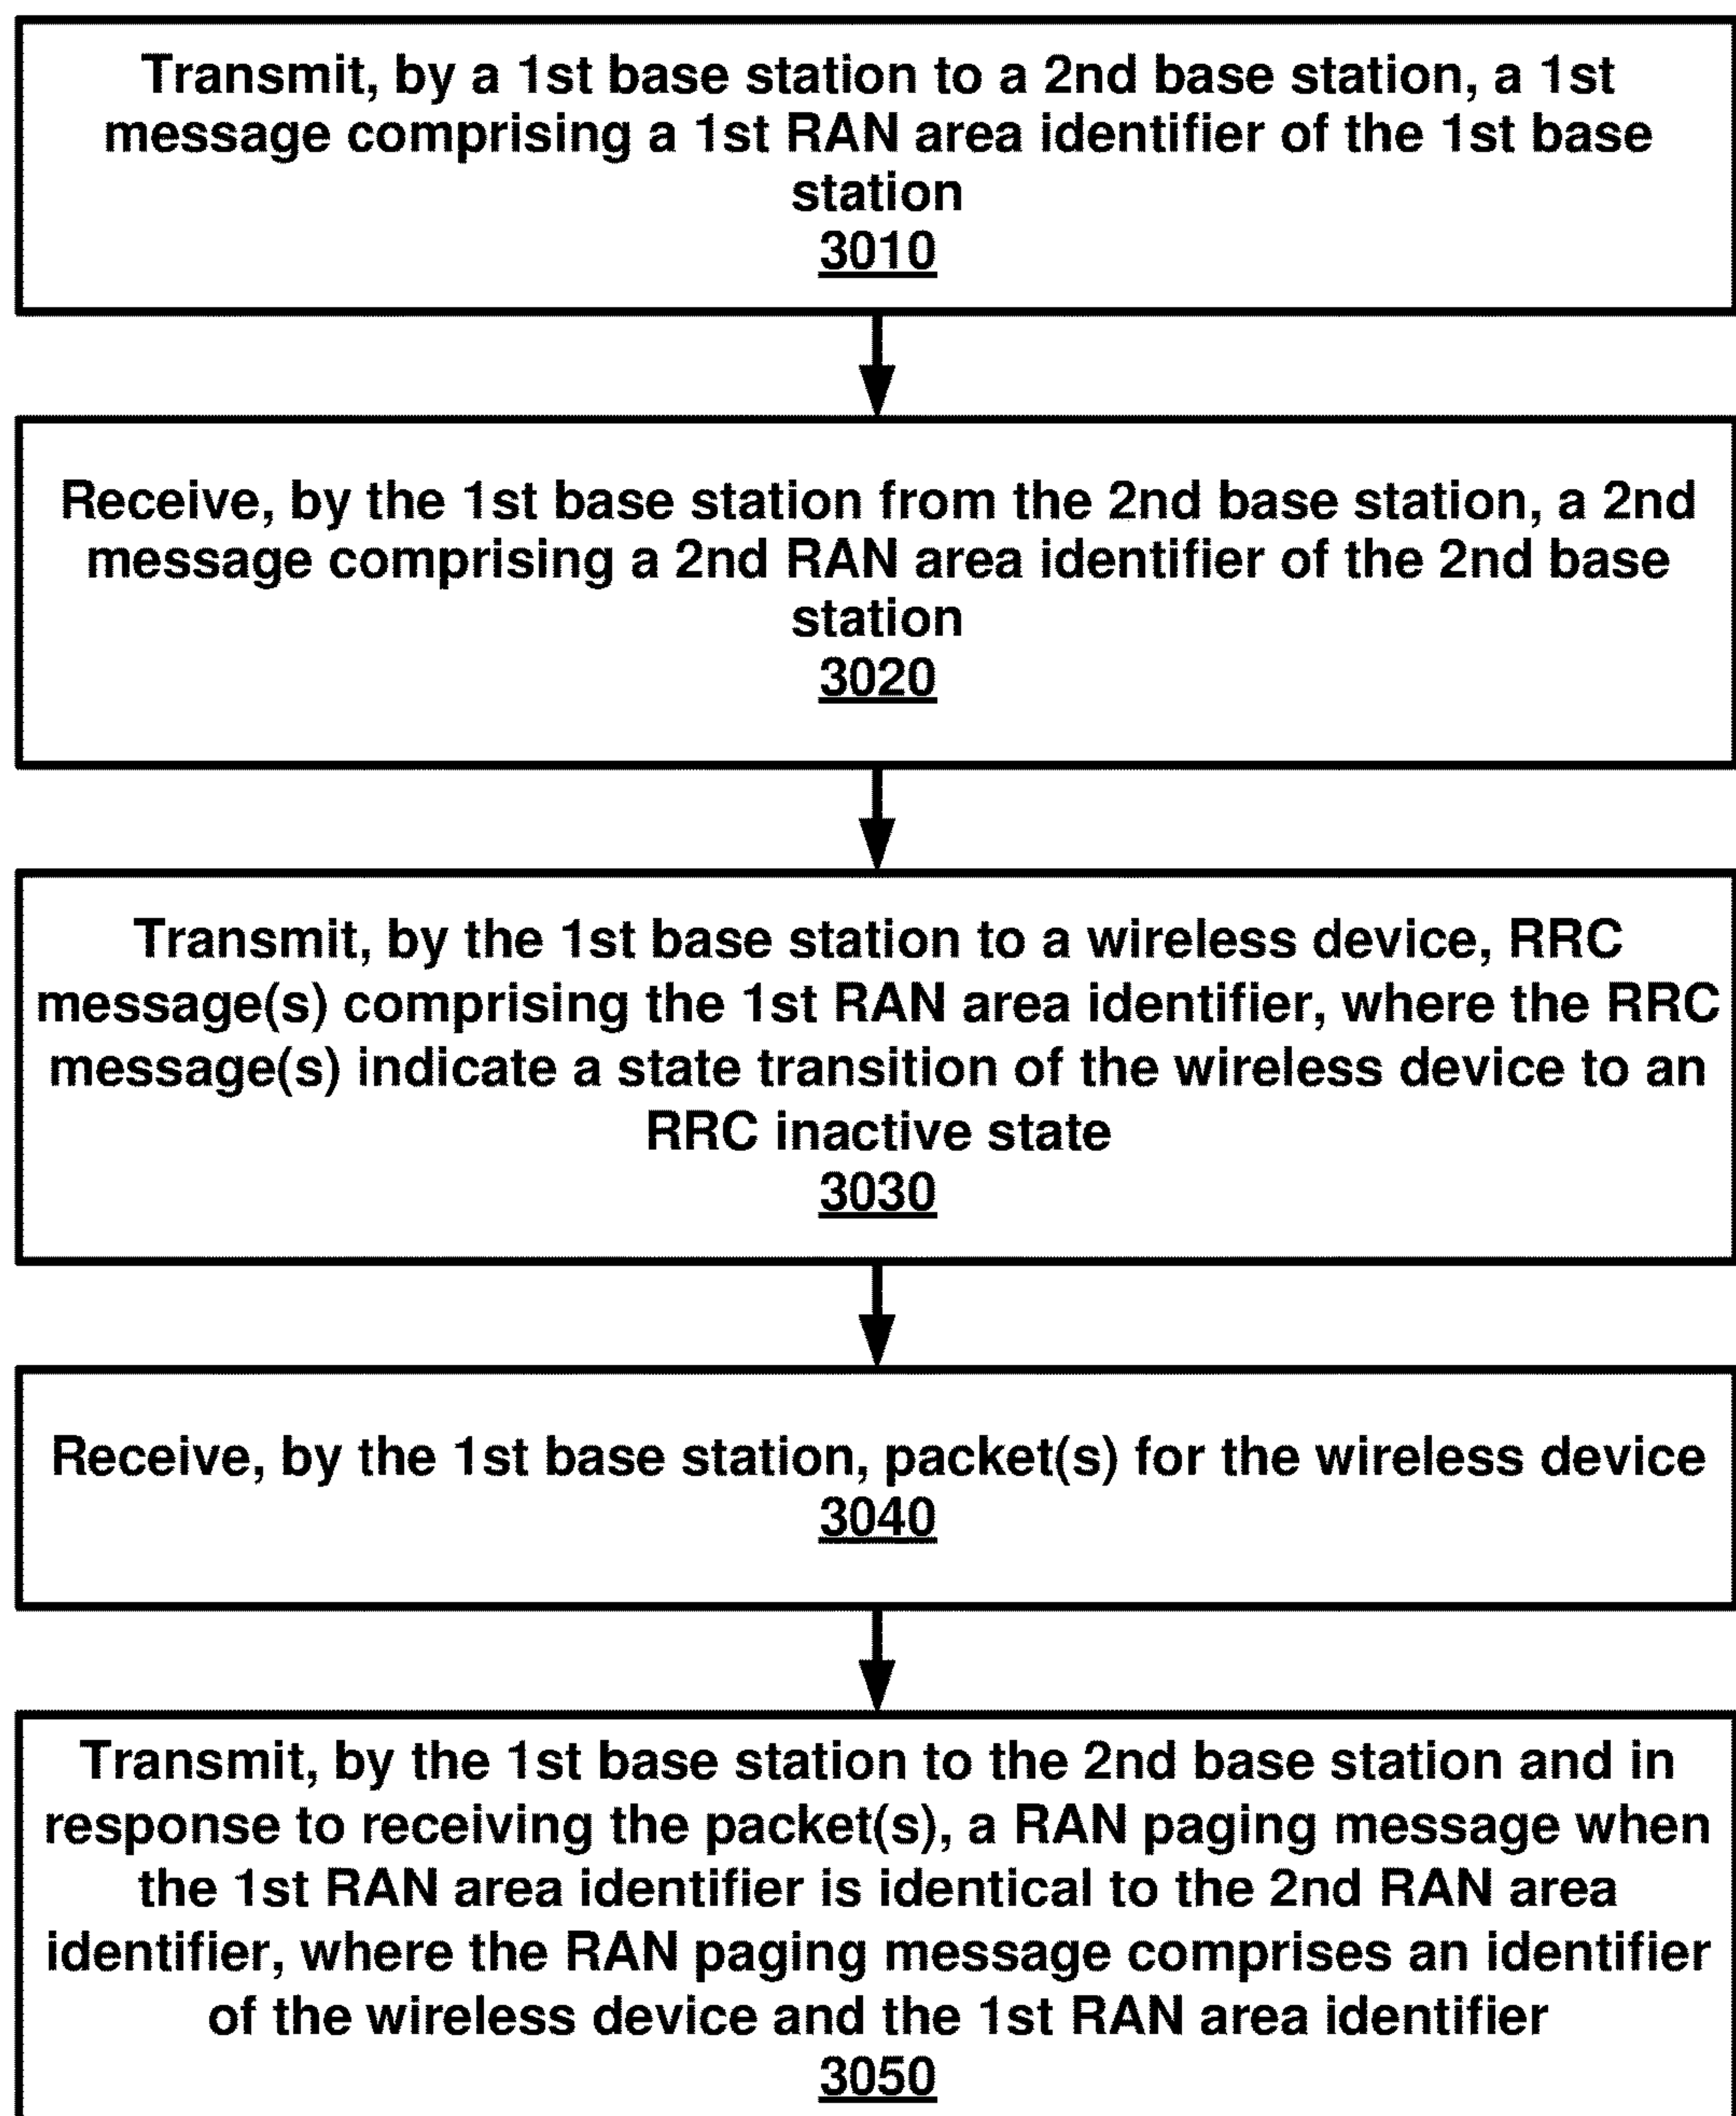 Transmit, by a 1st base station to a 2nd base station, a 1st
message comprising a 1st RAN area identifier of the 1st base
station
3010
Receive, by the 1st base station from the 2nd base station, a 2nd
message comprising a 2nd RAN area identifier of the 2nd base
station
3020
Transmit, by the 1st base station to a wireless device, RRC
message(s) comprising the 1st RAN area identifier, where the RRC
message(s) indicate a state transition of the wireless device to an
RRC inactive state
3030
Receive, by the 1st base station, packet(s) for the wireless device
3040
Transmit, by the 1st base station to the 2nd base station and in
response to receiving the packet(s), a RAN paging message when
the 1st RAN area identifier is identical to the 2nd RAN area
identifier, where the RAN paging message comprises an identifier
of the wireless device and the 1st RAN area identifier
3050